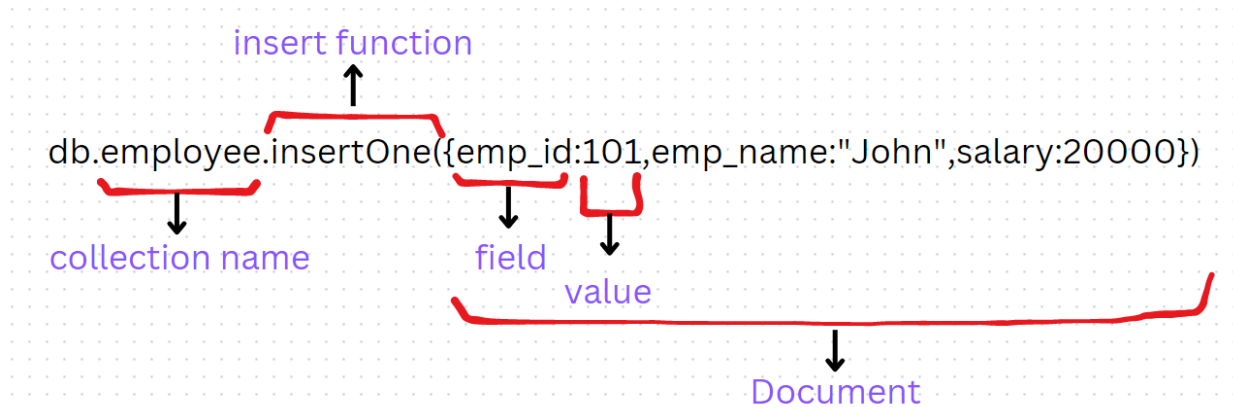 insert function
db.employee.insertOne({emp_id:101,emp_name:"John",salary:20000})
collection name
field
value
Document